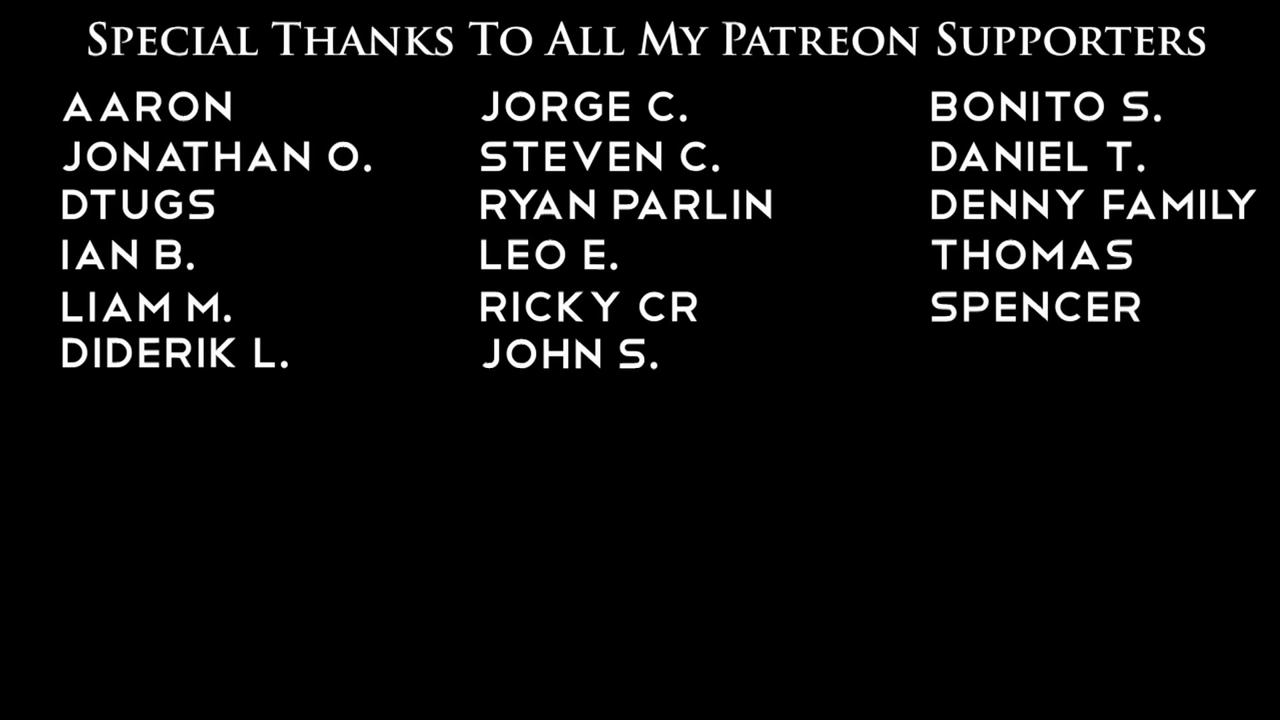 Special Thanks To All My Patreon Supporters
AARON
JONATHAN O.
DTUGS
IAN B.
LIAM M.
DIDERIK L.
JORGE C.
STEVEN C.
RYAN PARLIN
LEO E.
RICKY CR
JOHN S.
BONITO S.
DANIEL T.
DENNY FAMILY
THOMAS
SPENCER